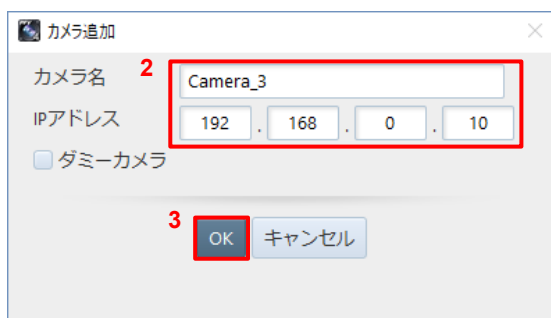 カメラ追加
カメラ名 2 Camera_3
IPアドレス 192 . 168 . 0 . 10
ダミーカメラ
3 OK キャンセル